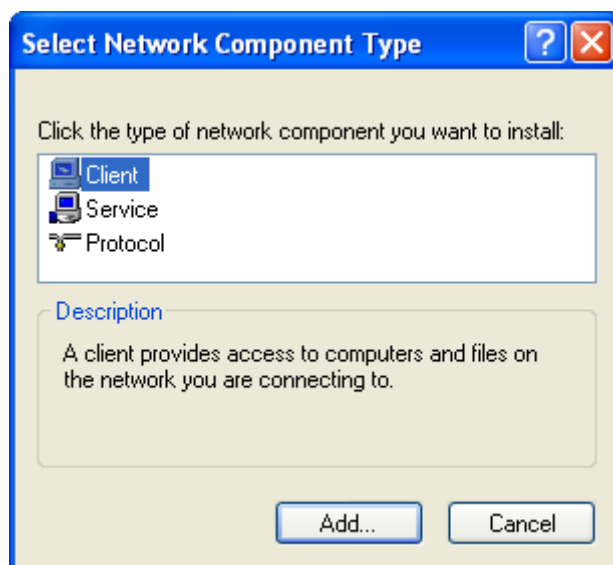 Select Network Component Type
Click the type of network component you want to install:
Client
Service
Protocol
Description
A client provides access to computers and files on
the network you are connecting to.
Add...
Cancel